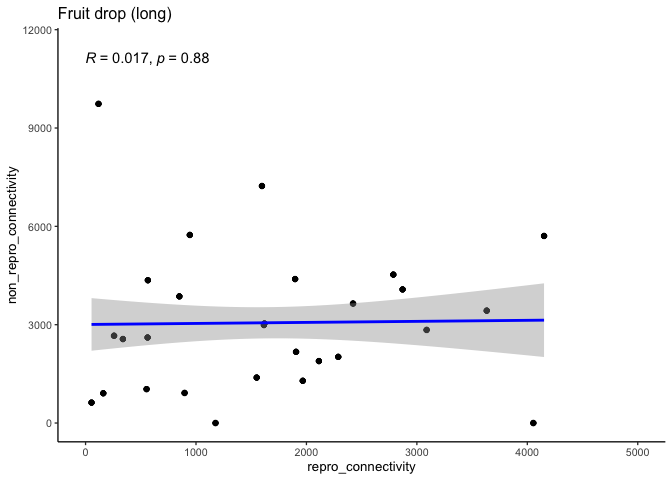 Fruit drop (long)
12000
R = 0.017, p = 0.88
9000
6000
3000
0
non_repro_connectivity
0 1000 2000 3000 4000 5000
repro_connectivity